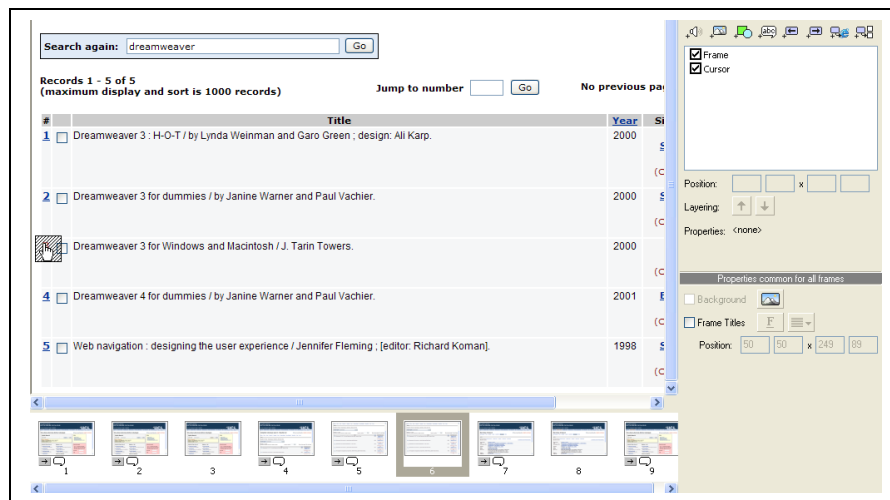 Search again: dreamweaver Go
Records 1 - 5 of 5
(maximum display and sort is 1000 records)
Jump to number Go
No previous pa
# Title Year Si
1 Dreamweaver 3 : H-O-T / by Lynda Weinman and Garo Green ; design: Ali Karp. 2000
S
(C
2 Dreamweaver 3 for dummies / by Janine Warner and Paul Vachier. 2000 S
(C
Dreamweaver 3 for Windows and Macintosh / J. Tarin Towers. 2000
(C
4 Dreamweaver 4 for dummies / by Janine Warner and Paul Vachier. 2001 E
(C
5 Web navigation : designing the user experience / Jennifer Fleming ; [editor: Richard Koman]. 1998 S
(C
1 2 3 4 5 6 7 8 9
abc
Frame
Cursor
Position: x
Layering:
Properties: <none>
Properties common for all frames
Background
Frame Titles F
Position: 50 50 x 249 89